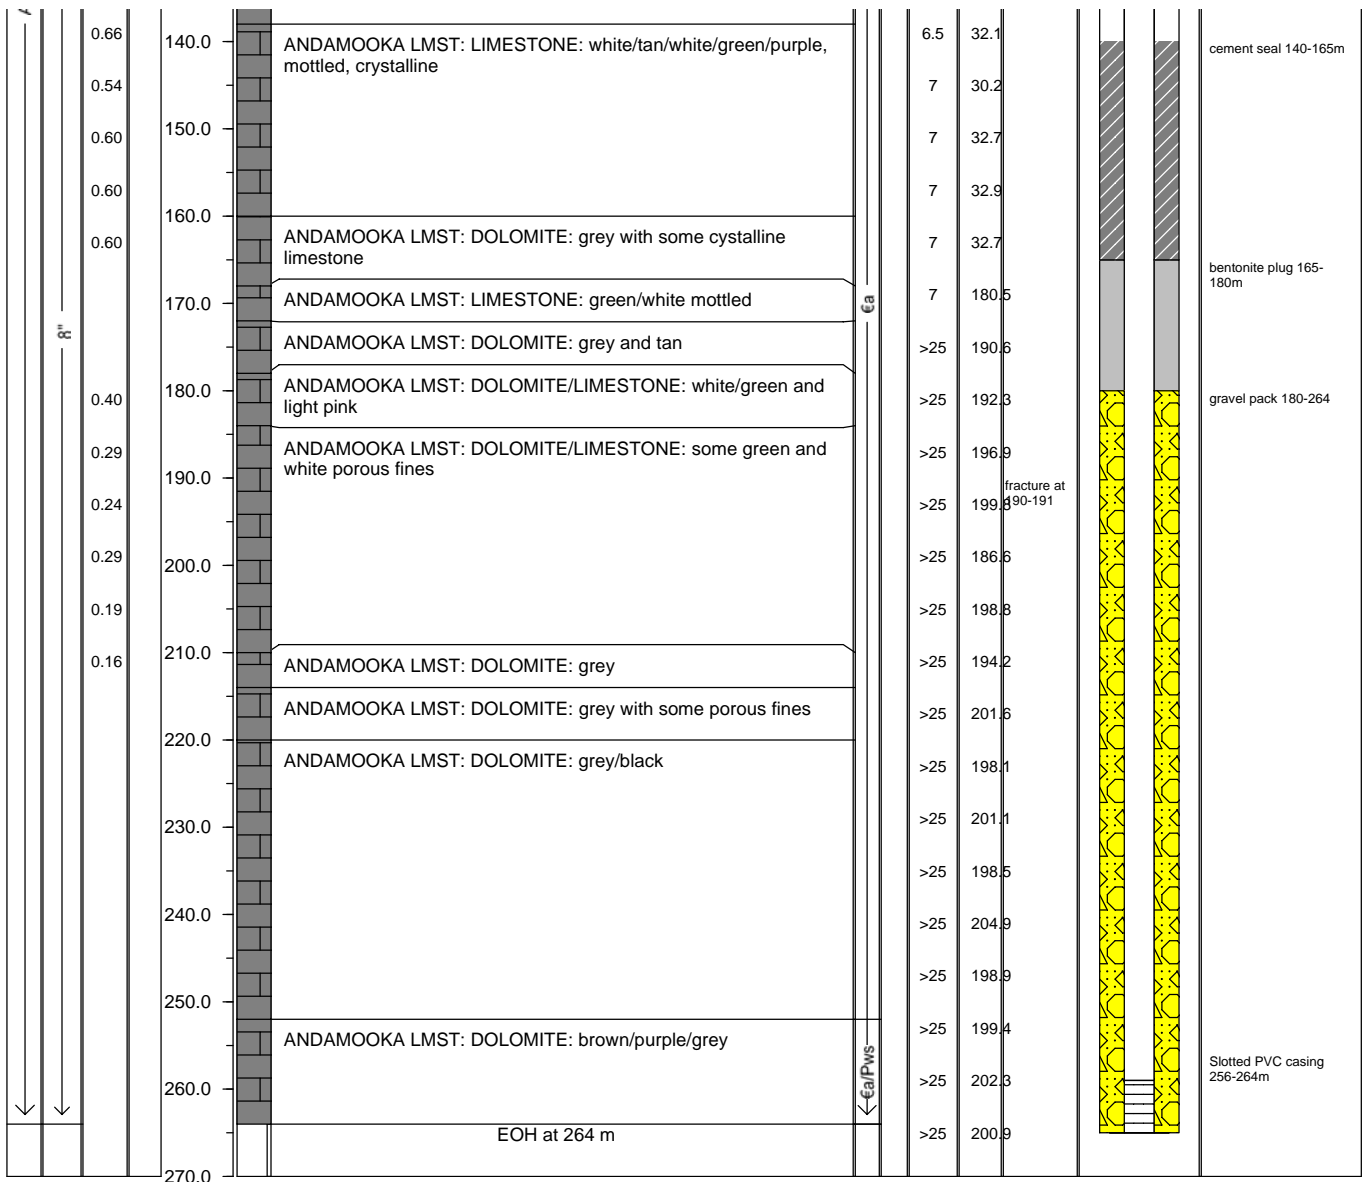 0.66
140.0
ANDAMOOKA LMST: LIMESTONE: white/tan/white/green/purple,
mottled, crystalline
6.5
32.1
cement seal 140-165m
0.54
7
30.2
150.0
0.60
7
32.7
0.60
7
32.9
160.0
ANDAMOOKA LMST: DOLOMITE: grey with some cystalline
limestone
0.60
7
32.7
bentonite plug 165-
180m
170.0
ANDAMOOKA LMST: LIMESTONE: green/white mottled
Ꞓa
7
180.5
8"
ANDAMOOKA LMST: DOLOMITE: grey and tan
>25
190.6
180.0
ANDAMOOKA LMST: DOLOMITE/LIMESTONE: white/green and
light pink
0.40
>25
192.3
gravel pack 180-264
ANDAMOOKA LMST: DOLOMITE/LIMESTONE: some green and
white porous fines
0.29
>25
196.9
190.0
fracture at
190-191
0.24
>25
199.8
0.29
200.0
>25
186.6
0.19
>25
198.8
210.0
0.16
ANDAMOOKA LMST: DOLOMITE: grey
>25
194.2
ANDAMOOKA LMST: DOLOMITE: grey with some porous fines
>25
201.6
220.0
ANDAMOOKA LMST: DOLOMITE: grey/black
>25
198.1
230.0
>25
201.1
>25
198.5
240.0
>25
204.9
>25
198.9
250.0
ANDAMOOKA LMST: DOLOMITE: brown/purple/grey
>25
199.4
Ꞓa/Pws
Slotted PVC casing
256-264m
260.0
>25
202.3
EOH at 264 m
>25
200.9
270.0